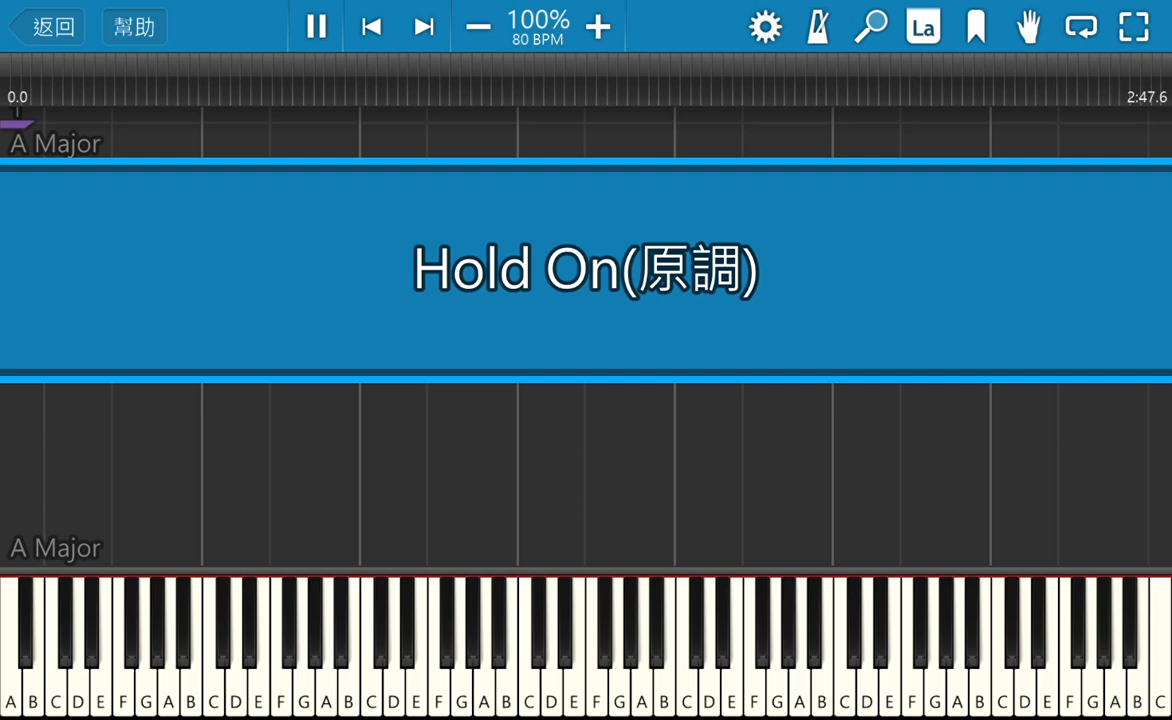 返回
幫助
100%
80 BPM
La
0.0
2:47.6
1
A Major
Hold On(原調)
A Major
A B C D E F G A B C D E F G A B C D E F G A B C D E F G A B C D E F G A B C D E F G A B C D E F G A B C